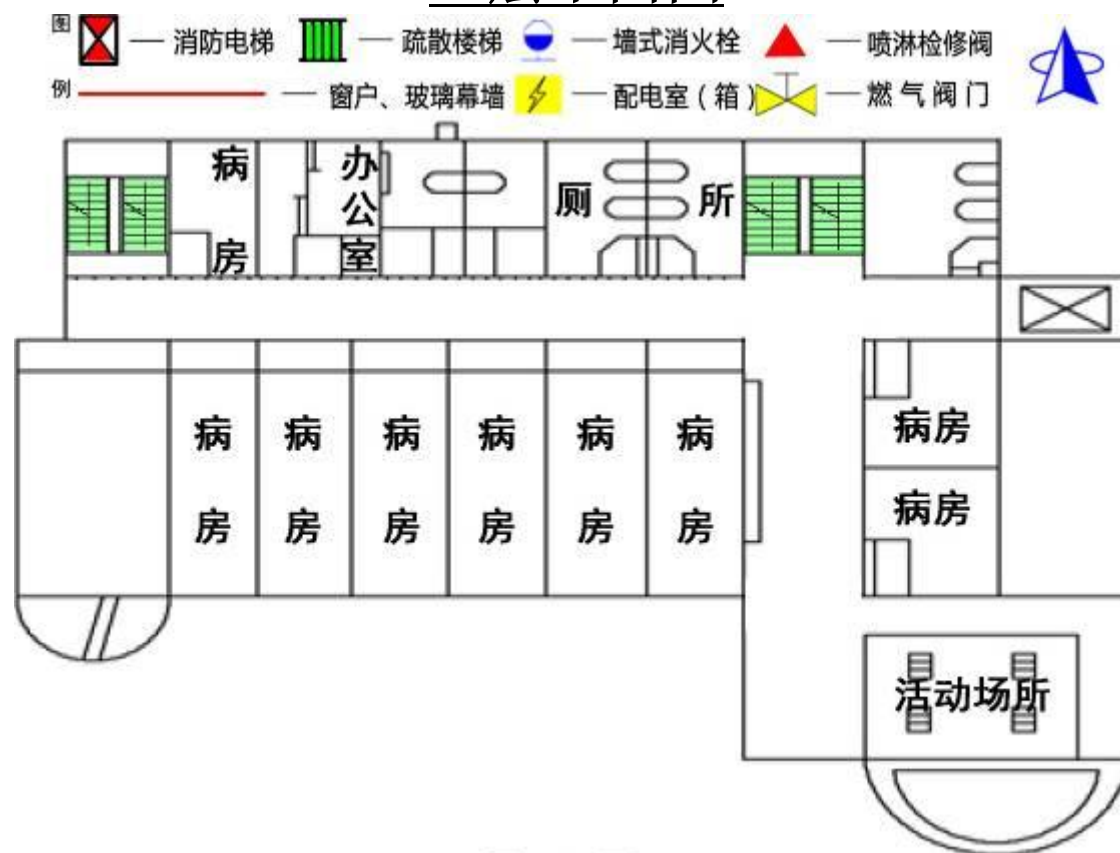 图 — 消防电梯 — 疏散楼梯 — 墙式消火栓 — 喷淋检修阀
例 — 窗户、玻璃幕墙 — 配电室（箱） — 燃气阀门
病房
办公室
厕所
病房
病房
病房
病房
病房
病房
病房
病房
活动场所